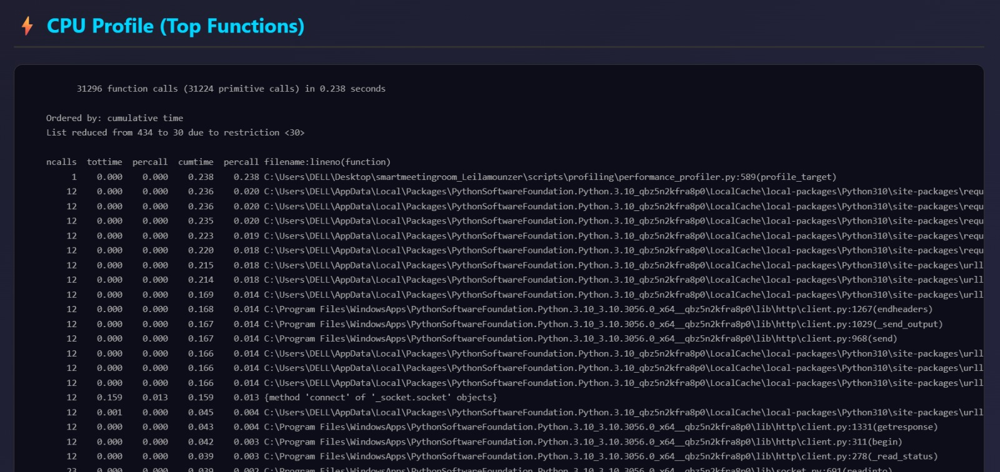 ⚡ CPU Profile (Top Functions)
31296 function calls (31224 primitive calls) in 0.238 seconds
Ordered by: cumulative time
List reduced from 434 to 30 due to restriction <30>
ncalls  tottime  percall  cumtime  percall filename:lineno(function)
1    0.000    0.000    0.238    0.238 C:\Users\DELL\Desktop\smartmeetingroom_Leilamounzer\scripts\profiling\performance_profiler.py:589(profile_target)
12    0.000    0.000    0.236    0.020 C:\Users\DELL\AppData\Local\Packages\PythonSoftwareFoundation.Python.3.10_qbz5n2kfra8p0\LocalCache\local-packages\Python310\site-packages\requ
12    0.000    0.000    0.236    0.020 C:\Users\DELL\AppData\Local\Packages\PythonSoftwareFoundation.Python.3.10_qbz5n2kfra8p0\LocalCache\local-packages\Python310\site-packages\requ
12    0.000    0.000    0.235    0.020 C:\Users\DELL\AppData\Local\Packages\PythonSoftwareFoundation.Python.3.10_qbz5n2kfra8p0\LocalCache\local-packages\Python310\site-packages\requ
12    0.000    0.000    0.223    0.019 C:\Users\DELL\AppData\Local\Packages\PythonSoftwareFoundation.Python.3.10_qbz5n2kfra8p0\LocalCache\local-packages\Python310\site-packages\requ
12    0.000    0.000    0.220    0.018 C:\Users\DELL\AppData\Local\Packages\PythonSoftwareFoundation.Python.3.10_qbz5n2kfra8p0\LocalCache\local-packages\Python310\site-packages\requ
12    0.000    0.000    0.215    0.018 C:\Users\DELL\AppData\Local\Packages\PythonSoftwareFoundation.Python.3.10_qbz5n2kfra8p0\LocalCache\local-packages\Python310\site-packages\urll
12    0.000    0.000    0.214    0.018 C:\Users\DELL\AppData\Local\Packages\PythonSoftwareFoundation.Python.3.10_qbz5n2kfra8p0\LocalCache\local-packages\Python310\site-packages\urll
12    0.000    0.000    0.169    0.014 C:\Users\DELL\AppData\Local\Packages\PythonSoftwareFoundation.Python.3.10_qbz5n2kfra8p0\LocalCache\local-packages\Python310\site-packages\urll
12    0.000    0.000    0.168    0.014 C:\Program Files\WindowsApps\PythonSoftwareFoundation.Python.3.10_3.10.3056.0_x64__qbz5n2kfra8p0\lib\http\client.py:1267(endheaders)
12    0.000    0.000    0.167    0.014 C:\Program Files\WindowsApps\PythonSoftwareFoundation.Python.3.10_3.10.3056.0_x64__qbz5n2kfra8p0\lib\http\client.py:1029(_send_output)
12    0.000    0.000    0.167    0.014 C:\Program Files\WindowsApps\PythonSoftwareFoundation.Python.3.10_3.10.3056.0_x64__qbz5n2kfra8p0\lib\http\client.py:968(send)
12    0.000    0.000    0.166    0.014 C:\Users\DELL\AppData\Local\Packages\PythonSoftwareFoundation.Python.3.10_qbz5n2kfra8p0\LocalCache\local-packages\Python310\site-packages\urll
12    0.000    0.000    0.166    0.014 C:\Users\DELL\AppData\Local\Packages\PythonSoftwareFoundation.Python.3.10_qbz5n2kfra8p0\LocalCache\local-packages\Python310\site-packages\urll
12    0.000    0.000    0.166    0.014 C:\Users\DELL\AppData\Local\Packages\PythonSoftwareFoundation.Python.3.10_qbz5n2kfra8p0\LocalCache\local-packages\Python310\site-packages\urll
12    0.159    0.013    0.159    0.013 {method 'connect' of '_socket.socket' objects}
12    0.001    0.000    0.045    0.004 C:\Users\DELL\AppData\Local\Packages\PythonSoftwareFoundation.Python.3.10_qbz5n2kfra8p0\LocalCache\local-packages\Python310\site-packages\urll
12    0.000    0.000    0.043    0.004 C:\Program Files\WindowsApps\PythonSoftwareFoundation.Python.3.10_3.10.3056.0_x64__qbz5n2kfra8p0\lib\http\client.py:1331(getresponse)
12    0.000    0.000    0.042    0.003 C:\Program Files\WindowsApps\PythonSoftwareFoundation.Python.3.10_3.10.3056.0_x64__qbz5n2kfra8p0\lib\http\client.py:311(begin)
12    0.000    0.000    0.039    0.003 C:\Program Files\WindowsApps\PythonSoftwareFoundation.Python.3.10_3.10.3056.0_x64__qbz5n2kfra8p0\lib\http\client.py:278(_read_status)
23    0.000    0.000    0.039    0.002 C:\Program Files\WindowsApps\PythonSoftwareFoundation.Python.3.10_3.10.3056.0_x64__qbz5n2kfra8p0\lib\socket.py:691(readinto)